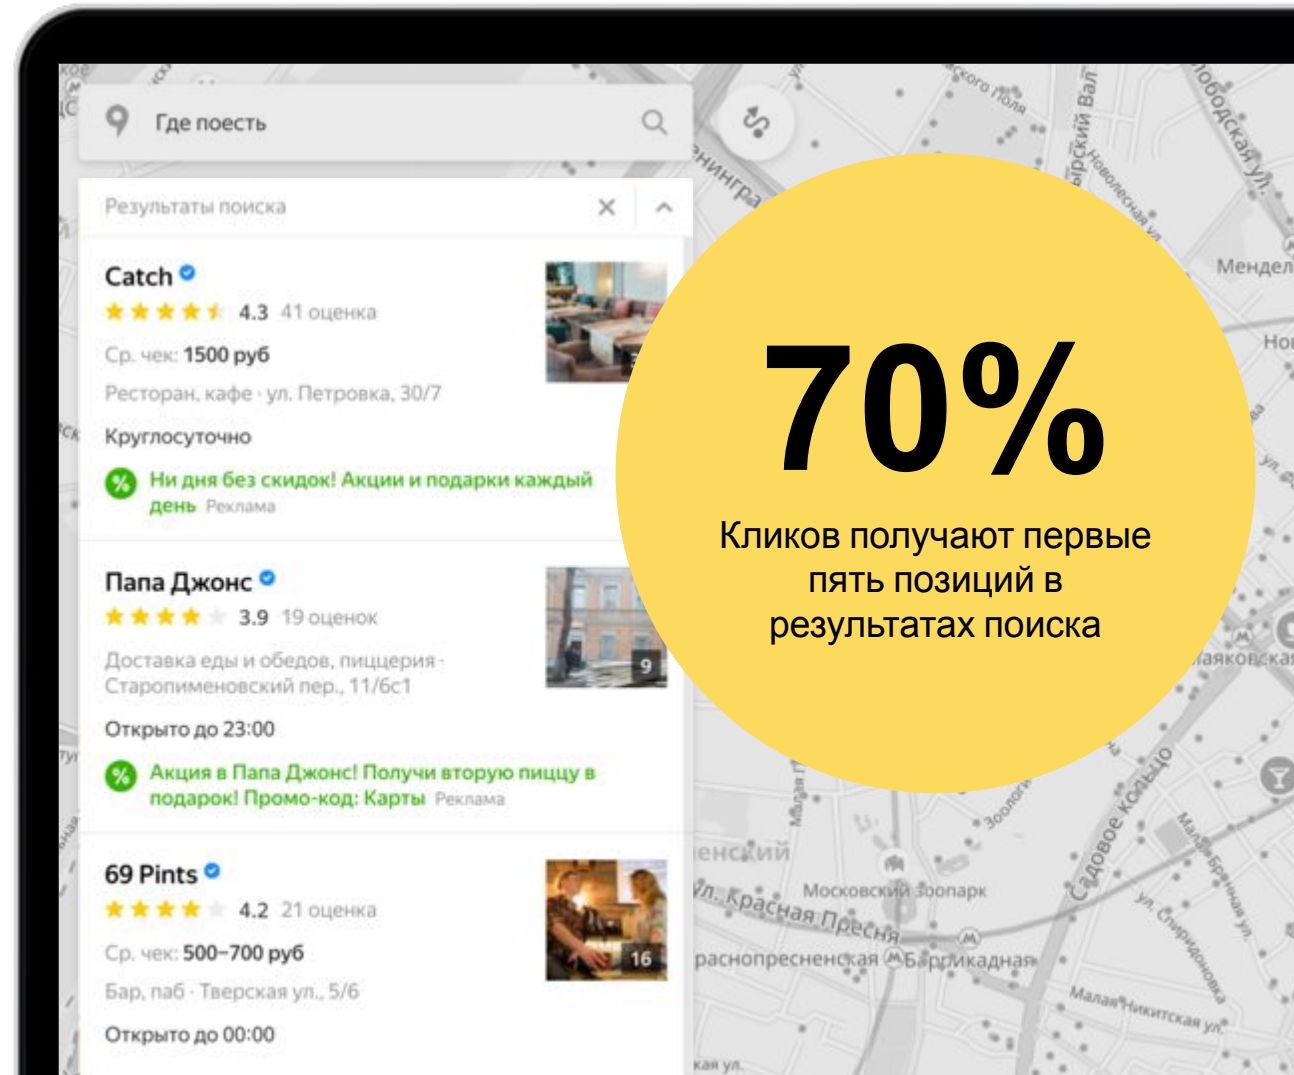 Где поесть
Результаты поиска
Catch
4.3 41 оценка
Ср. чек: 1500 руб
Ресторан, кафе · ул. Петровка, 30/7
Круглосуточно
% Ни дня без скидок! Акции и подарки каждый
день Реклама
Папа Джонс
3.9 19 оценок
9
Доставка еды и обедов, пиццерия ·
Старопименовский пер., 11/6с1
Открыто до 23:00
% Акция в Папа Джонс! Получи вторую пиццу в
подарок! Промо-код: Карты Реклама
69 Pints
4.2 21 оценка
16
Ср. чек: 500–700 руб
Бар, паб · Тверская ул., 5/6
Открыто до 00:00
70%
Кликов получают первые
пять позиций в
результатах поиска
Новолесная ул.
Садовое кольцо
Малая Бронная ул.
ул. Спиридоновка
Московский зоопарк
ул. Красная Пресня
Баррикадная
Малая Никитская ул.